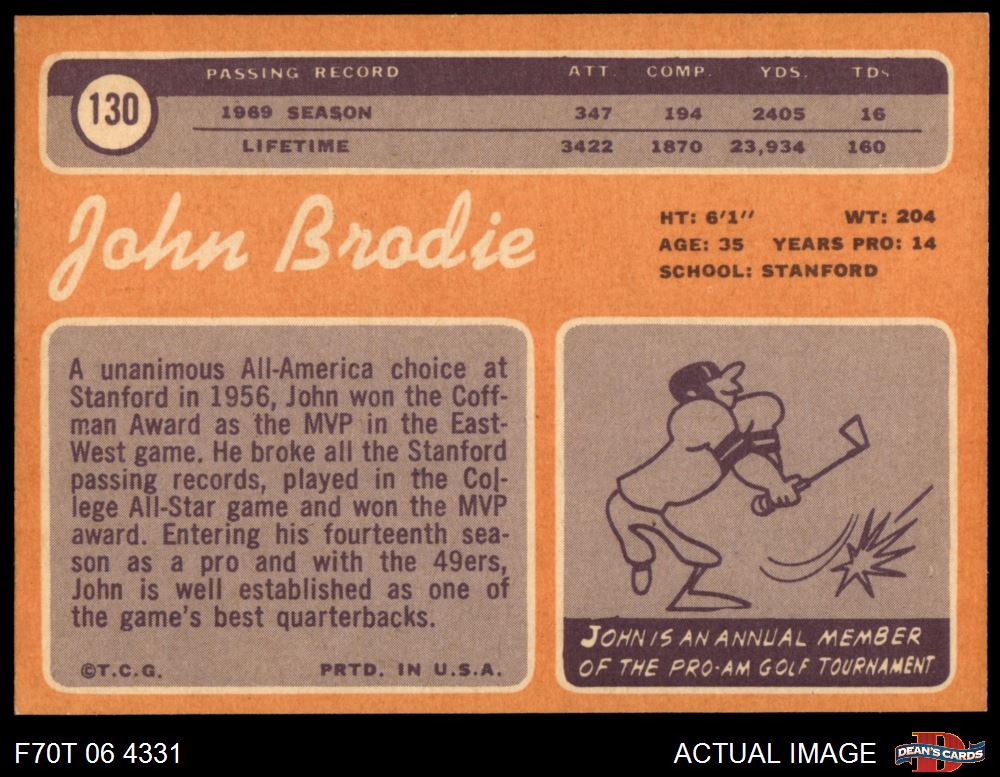 130
PASSING RECORD ATT. COMP. YDS. TDs
1969 SEASON 347 194 2405 16
LIFETIME 3422 1870 23,934 160
John Brodie
HT: 6'1" WT: 204
AGE: 35 YEARS PRO: 14
SCHOOL: STANFORD
A unanimous All-America choice at
Stanford in 1956, John won the Coff-
man Award as the MVP in the East-
West game. He broke all the Stanford
passing records, played in the Col-
lege All-Star game and won the MVP
award. Entering his fourteenth sea-
son as a pro and with the 49ers,
John is well established as one of
the game's best quarterbacks.
©T.C.G. PRTD. IN U.S.A.
JOHN IS AN ANNUAL MEMBER
OF THE PRO-AM GOLF TOURNAMENT
F70T 06 4331 ACTUAL IMAGE
D
DEAN'S CARDS